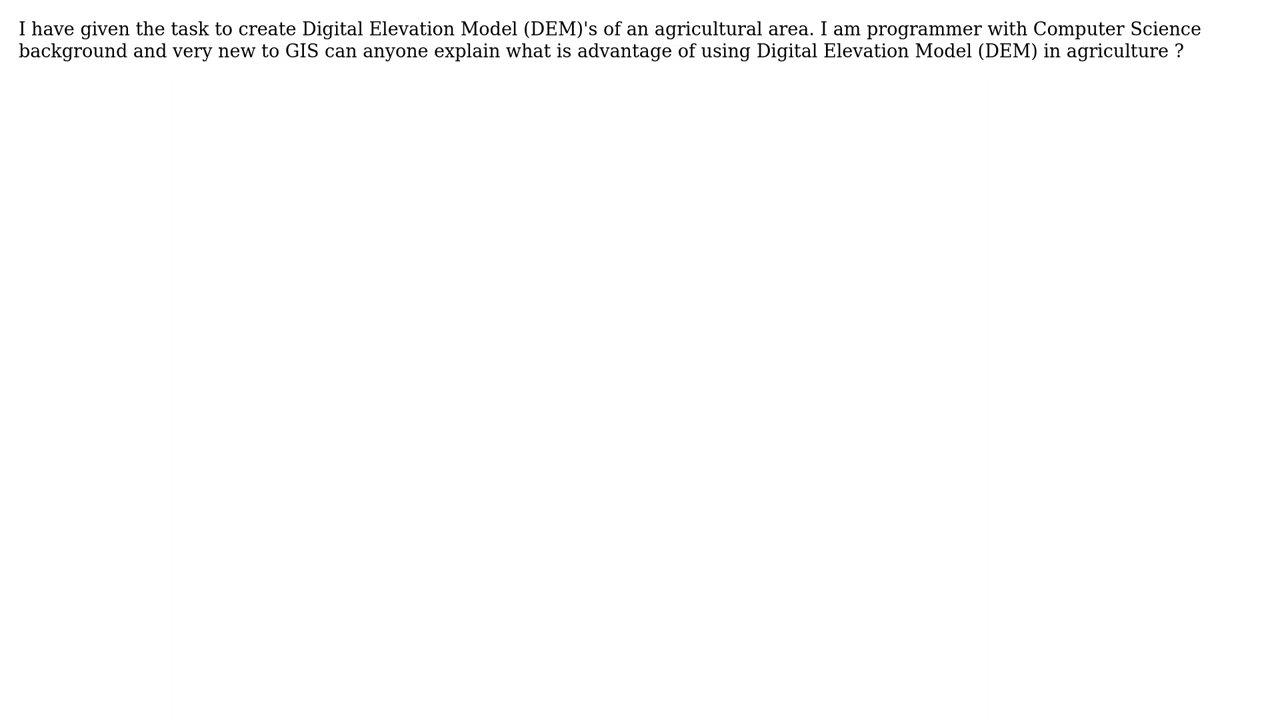 I have given the task to create Digital Elevation Model (DEM)'s of an agricultural area. I am programmer with Computer Science
background and very new to GIS can anyone explain what is advantage of using Digital Elevation Model (DEM) in agriculture ?